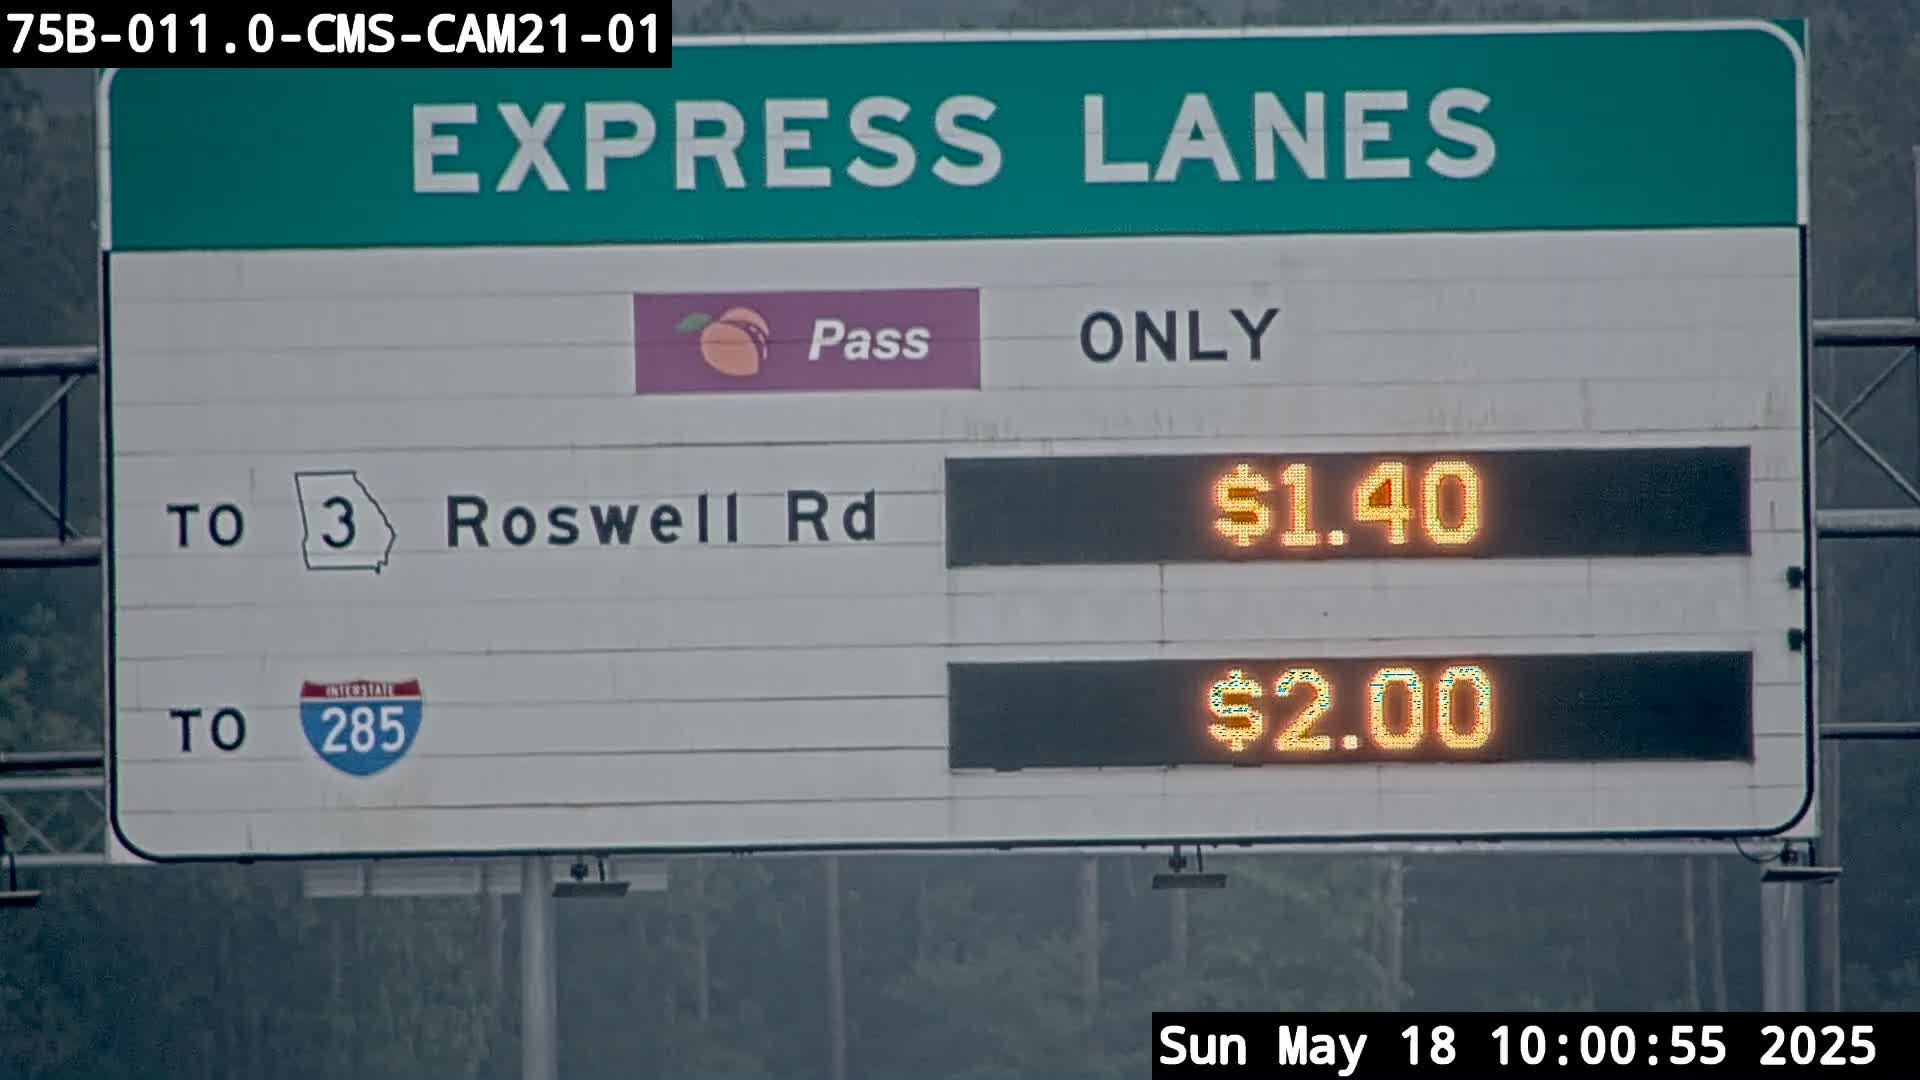 75B-011.0-CMS-CAM21-01
EXPRESS LANES
Pass ONLY
TO 3 Roswell Rd $1.40
TO INTERSTATE 285 $2.00
Sun May 18 10:00:55 2025